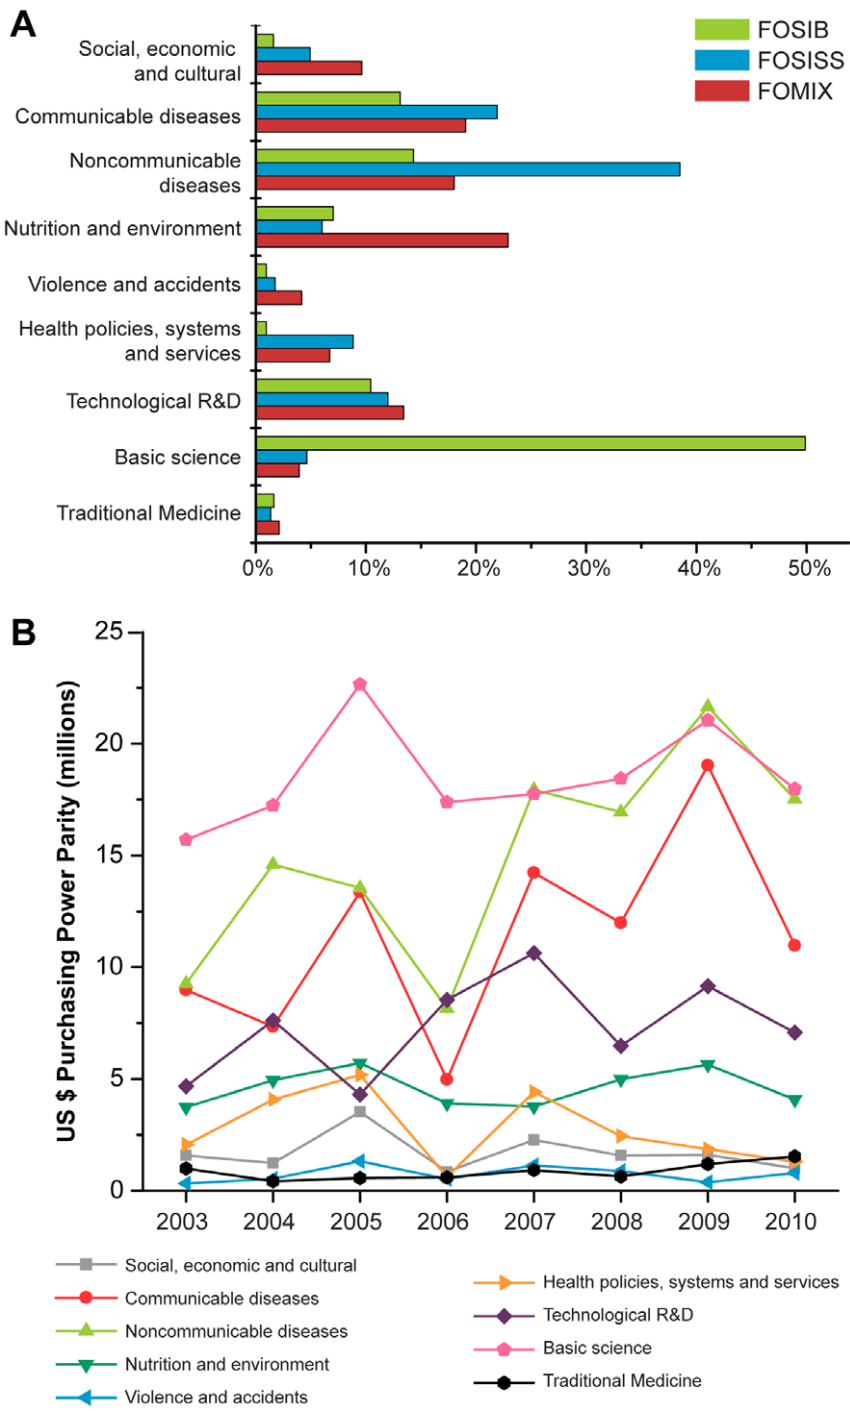 A
FOSIB
FOSISS
FOMIX
Social, economic
and cultural
Communicable diseases
Noncommunicable
diseases
Nutrition and environment
Violence and accidents
Health policies, systems
and services
Technological R&D
Basic science
Traditional Medicine
0% 10% 20% 30% 40% 50%
B
US $ Purchasing Power Parity (millions)
25
20
15
10
5
0
2003 2004 2005 2006 2007 2008 2009 2010
Social, economic and cultural
Communicable diseases
Noncommunicable diseases
Nutrition and environment
Violence and accidents
Health policies, systems and services
Technological R&D
Basic science
Traditional Medicine